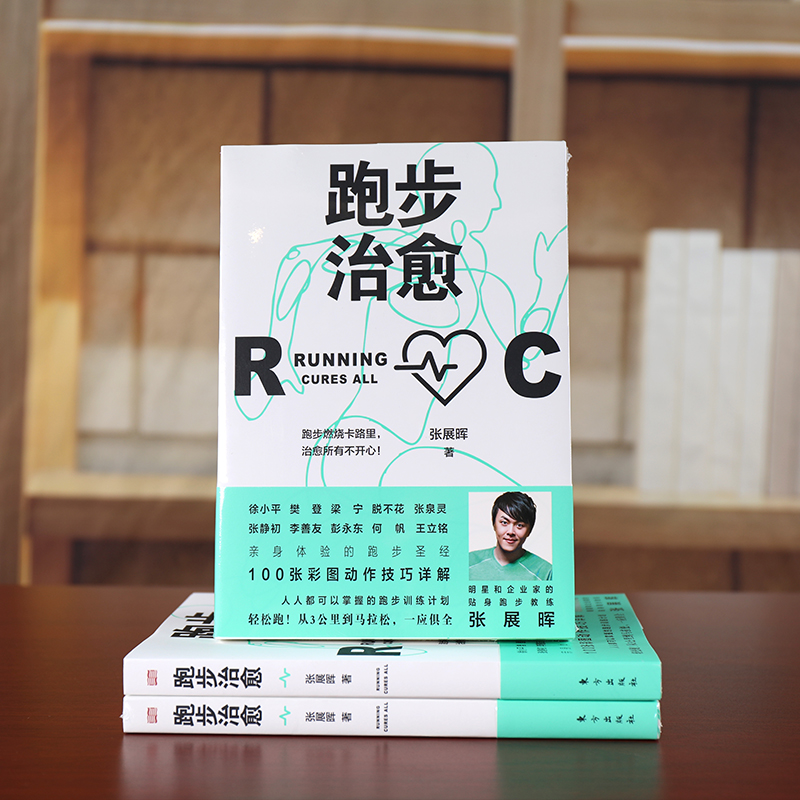 跑步
治愈
R RUNNING C
CURES ALL
跑步燃烧卡路里，
治愈所有不开心！
张展晖
著
徐小平 樊登 梁宁 脱不花 张泉灵
张静初 李善友 彭永东 何帆 王立铭
亲身体验的跑步圣经
100张彩图动作技巧详解
人人都可以掌握的跑步训练计划
轻松跑！从3公里到马拉松，一应俱全
明星和企业家的
贴身跑步教练
张展晖
跑步治愈 张展晖 著 RUNNING CURES ALL 东方出版社
跑步治愈 张展晖 著 RUNNING CURES ALL 东方出版社